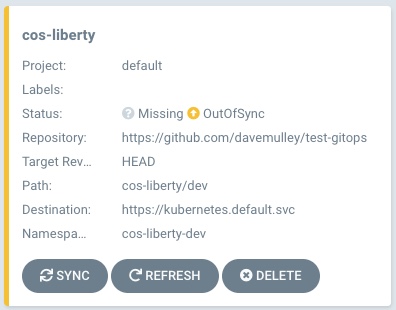 cos-liberty
Project: default
Labels:
Status: Missing OutOfSync
Repository: https://github.com/davemulley/test-gitops
Target Rev... HEAD
Path: cos-liberty/dev
Destination: https://kubernetes.default.svc
Namespa... cos-liberty-dev
SYNC REFRESH DELETE